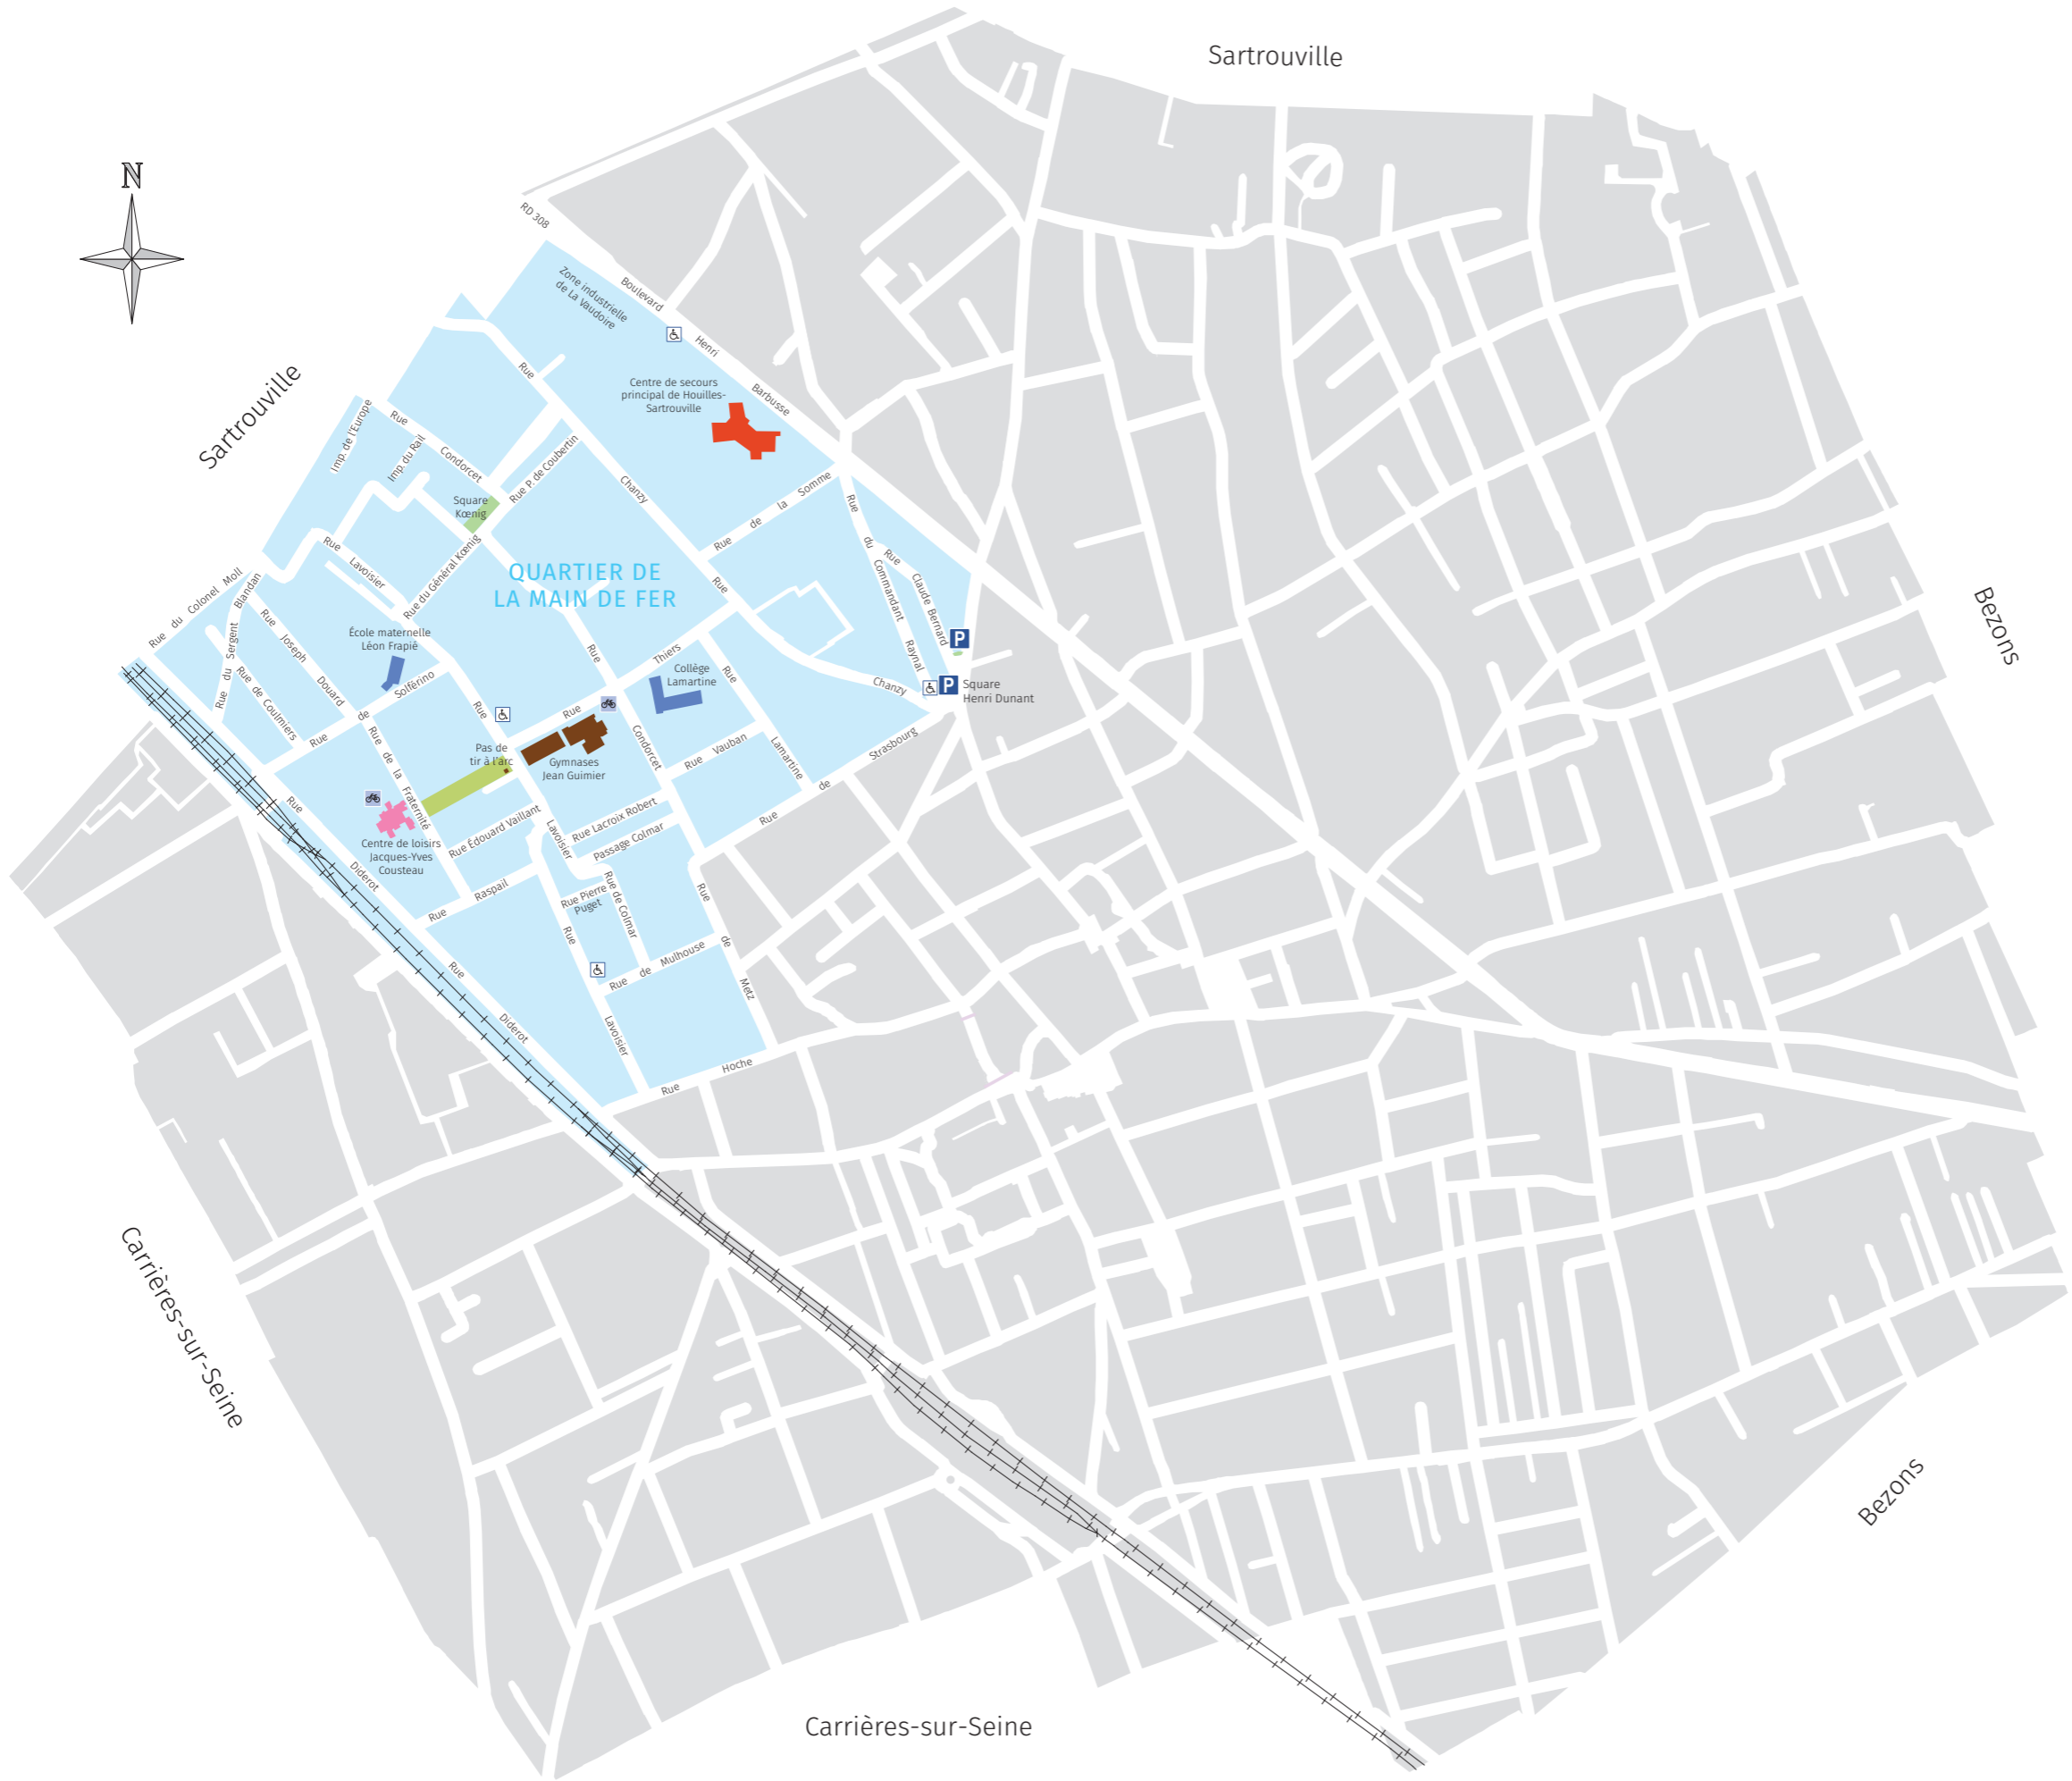 Sartrouville
N
RD 308
Zone industrielle
de La Vaudoire
Boulevard
Henri
Barbusse
Sartrouville
Rue
Centre de secours
principal de Houilles-
Sartrouville
Imp. de l'Europe
Rue
Condorcet
Imp. du Rail
Rue P. de Coubertin
Chanzy
Square
Kœnig
Rue de la Somme
Rue
du
Commandant
Raynal
Rue
Claude Bernard
Rue
Lavoisier
Rue du Général Kœnig
QUARTIER DE
LA MAIN DE FER
Rue
Bezons
Rue du Colonel Moll
Rue du Sergent Blandan
Rue Joseph Douard
École maternelle
Léon Frapié
Rue de Coulmiers
Rue de Solférino
Rue
Rue
Thiers
Collège
Lamartine
Rue
Chanzy
P
P
Square
Henri Dunant
Rue
Condorcet
Rue de la Fraternité
Pas de
tir à l'arc
Gymnases
Jean Guimier
Rue Vauban
Lamartine
Rue de Strasbourg
Rue
Diderot
Centre de loisirs
Jacques-Yves
Cousteau
Rue Édouard Vaillant
Lavoisier
Rue Lacroix Robert
Passage Colmar
Rue Raspail
Rue Pierre
Puget
Rue de Colmar
Rue
de
Metz
Rue
Rue de Mulhouse
Rue
Diderot
Lavoisier
Rue Hoche
Carrières-sur-Seine
Bezons
Carrières-sur-Seine